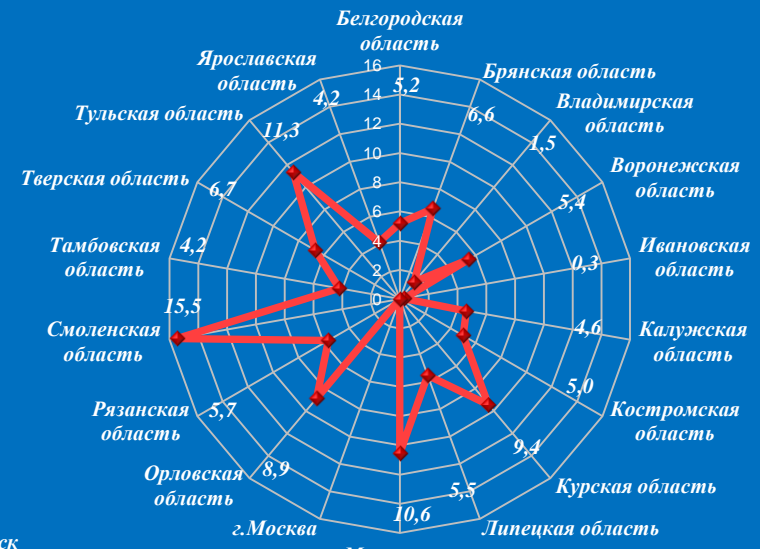 Белгородская
область
Брянская область
Владимирская
область
Воронежская
область
Ивановская
область
Калужская
область
Костромская
область
Курская область
Липецкая область
г.Москва
Орловская
область
Рязанская
область
Смоленская
область
Тамбовская
область
Тверская область
Тульская область
Ярославская
область
16
14
12
10
8
6
4
2
0
5,2
6,6
1,5
5,4
0,3
4,6
5,0
9,4
5,5
10,6
8,9
5,7
15,5
4,2
6,7
11,3
4,2
ск